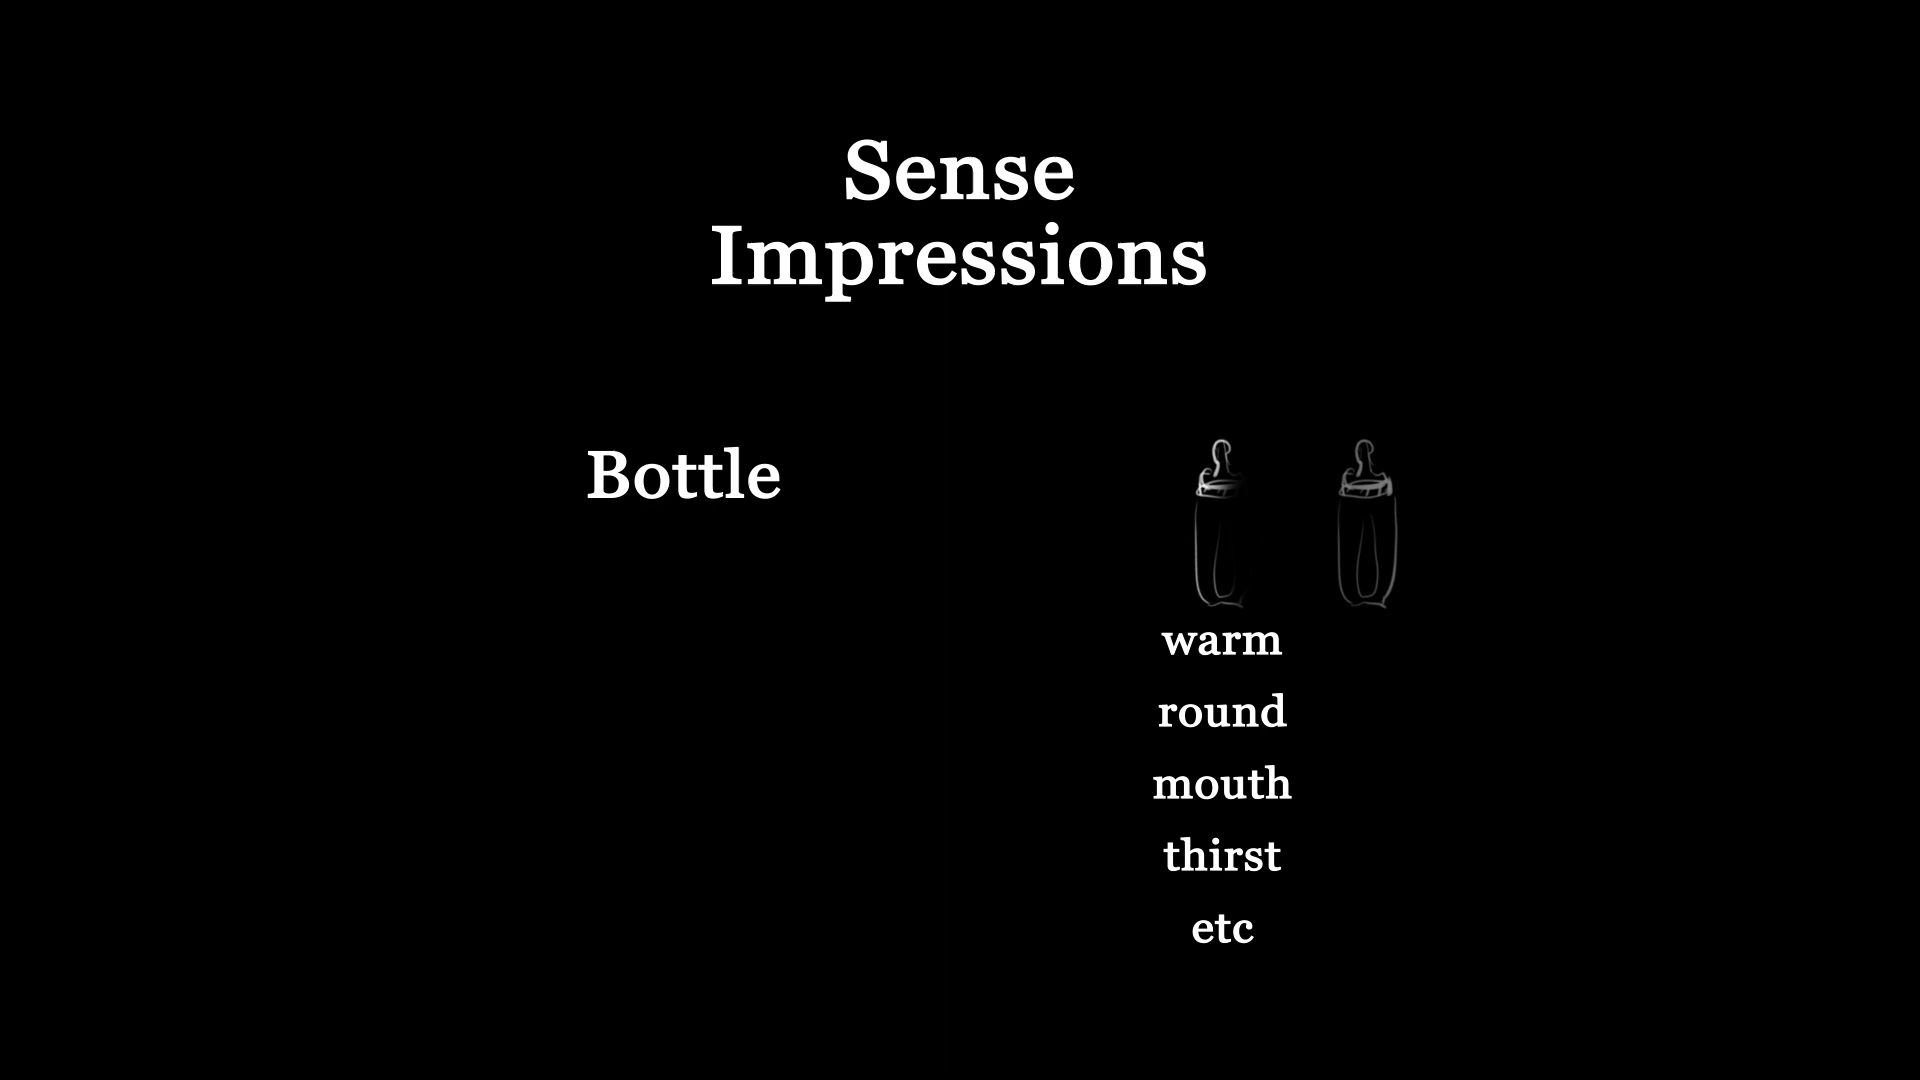 Sense
Impressions
Bottle
warm
round
mouth
thirst
etc